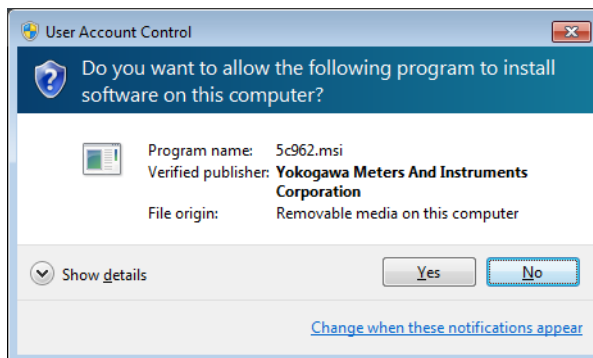 User Account Control
Do you want to allow the following program to install
software on this computer?
Program name: 5c962.msi
Verified publisher: Yokogawa Meters And Instruments
Corporation
File origin: Removable media on this computer
Show details
Yes
No
Change when these notifications appear